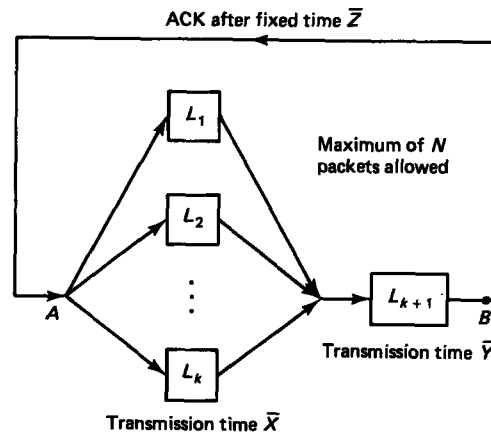 ACK after fixed time Z̅
L₁
Maximum of N
packets allowed
L₂
⋮
A
Lₖ₊₁
B
Transmission time Y̅
Lₖ
Transmission time X̅